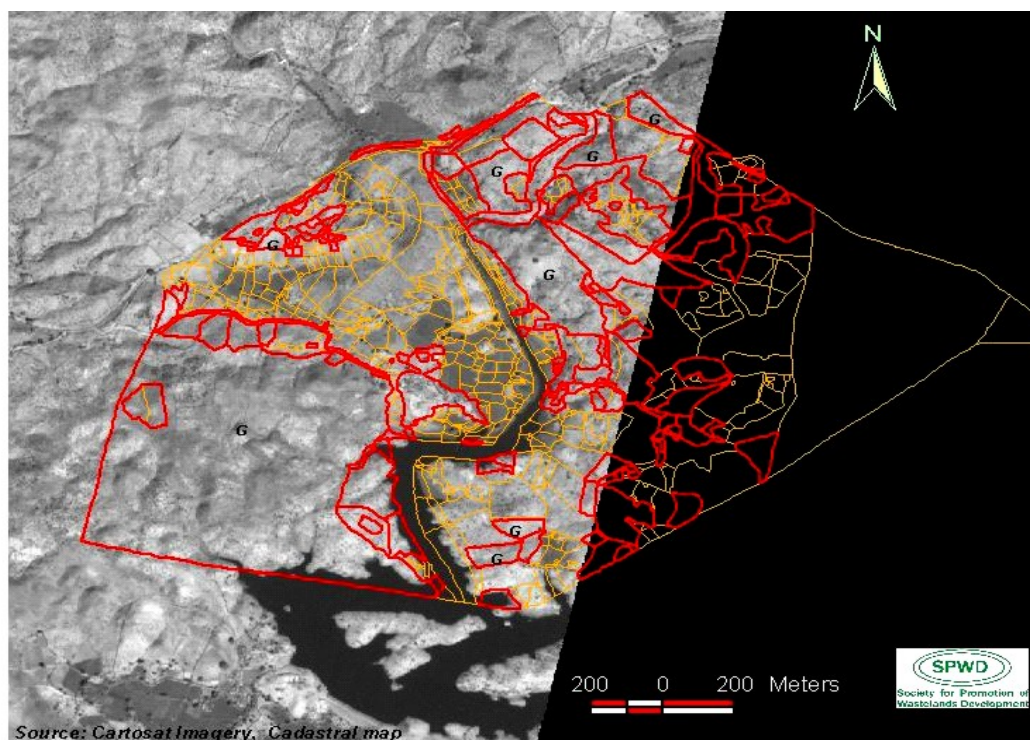 N
G
G
G
G
G
G
G
G
200 0 200 Meters
SPWD
Society for Promotion of
Wastelands Development
Source: Cartosat Imagery, Cadastral map